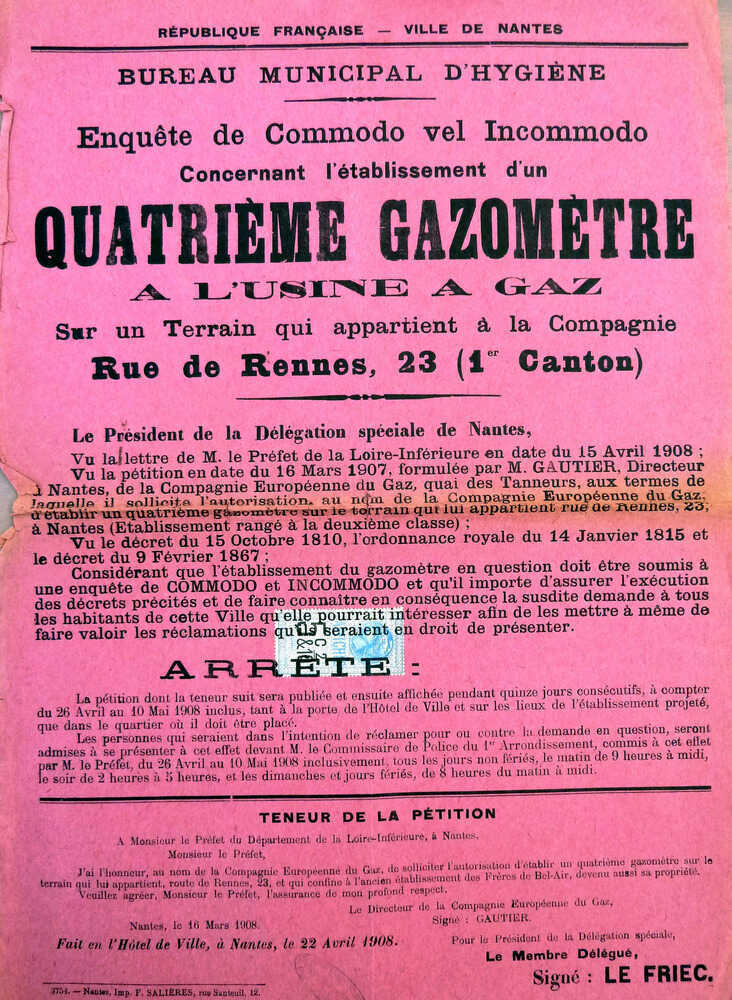 RÉPUBLIQUE FRANÇAISE — VILLE DE NANTES
BUREAU MUNICIPAL D'HYGIÈNE
Enquête de Commodo vel Incommodo
Concernant l'établissement d'un
QUATRIÈME GAZOMÈTRE
A L'USINE A GAZ
Sur un Terrain qui appartient à la Compagnie
Rue de Rennes, 23 (1er Canton)
Le Président de la Délégation spéciale de Nantes,
Vu la lettre de M. le Préfet de la Loire-Inférieure en date du 15 Avril 1908 ;
Vu la pétition en date du 16 Mars 1907, formulée par M. GAUTIER, Directeur
à Nantes, de la Compagnie Européenne du Gaz, quai des Tanneurs, aux termes de
laquelle il sollicite l'autorisation, au nom de la Compagnie Européenne du Gaz,
d'établir un quatrième gazomètre sur le terrain qui lui appartient rue de Rennes, 23,
à Nantes (Etablissement rangé à la deuxième classe) ;
Vu le décret du 15 Octobre 1810, l'ordonnance royale du 14 Janvier 1815 et
le décret du 9 Février 1867 ;
Considérant que l'établissement du gazomètre en question doit être soumis à
une enquête de COMMODO et INCOMMODO et qu'il importe d'assurer l'exécution
des décrets précités et de faire connaître en conséquence la susdite demande à tous
les habitants de cette Ville qu'elle pourrait intéresser afin de les mettre à même de
faire valoir les réclamations qu'ils seraient en droit de présenter.
ARRÊTE :
La pétition dont la teneur suit sera publiée et ensuite affichée pendant quinze jours consécutifs, à compter
du 26 Avril au 10 Mai 1908 inclus, tant à la porte de l'Hôtel de Ville et sur les lieux de l'établissement projeté,
que dans le quartier où il doit être placé.
Les personnes qui seraient dans l'intention de réclamer pour ou contre la demande en question, seront
admises à se présenter à cet effet devant M. le Commissaire de Police du 1er Arrondissement, commis à cet effet
par M. le Préfet, du 26 Avril au 10 Mai 1908 inclusivement, tous les jours non fériés, le matin de 9 heures à midi,
le soir de 2 heures à 5 heures, et les dimanches et jours fériés, de 8 heures du matin à midi.
TENEUR DE LA PÉTITION
A Monsieur le Préfet du Département de la Loire-Inférieure, à Nantes.
Monsieur le Préfet,
J'ai l'honneur, au nom de la Compagnie Européenne du Gaz, de solliciter l'autorisation d'établir un quatrième gazomètre sur le
terrain qui lui appartient, route de Rennes, 23, et qui confine à l'ancien établissement des Frères de Bel-Air, devenu aussi sa propriété.
Veuillez agréer, Monsieur le Préfet, l'assurance de mon profond respect.
Le Directeur de la Compagnie Européenne du Gaz,
Signé : GAUTIER.
Nantes, le 16 Mars 1908.
Fait en l'Hôtel de Ville, à Nantes, le 22 Avril 1908.
Pour le Président de la Délégation spéciale,
Le Membre Délégué,
Signé : LE FRIEC.
3754. — Nantes, Imp. F. SALIÈRES, rue Santeuil, 12.